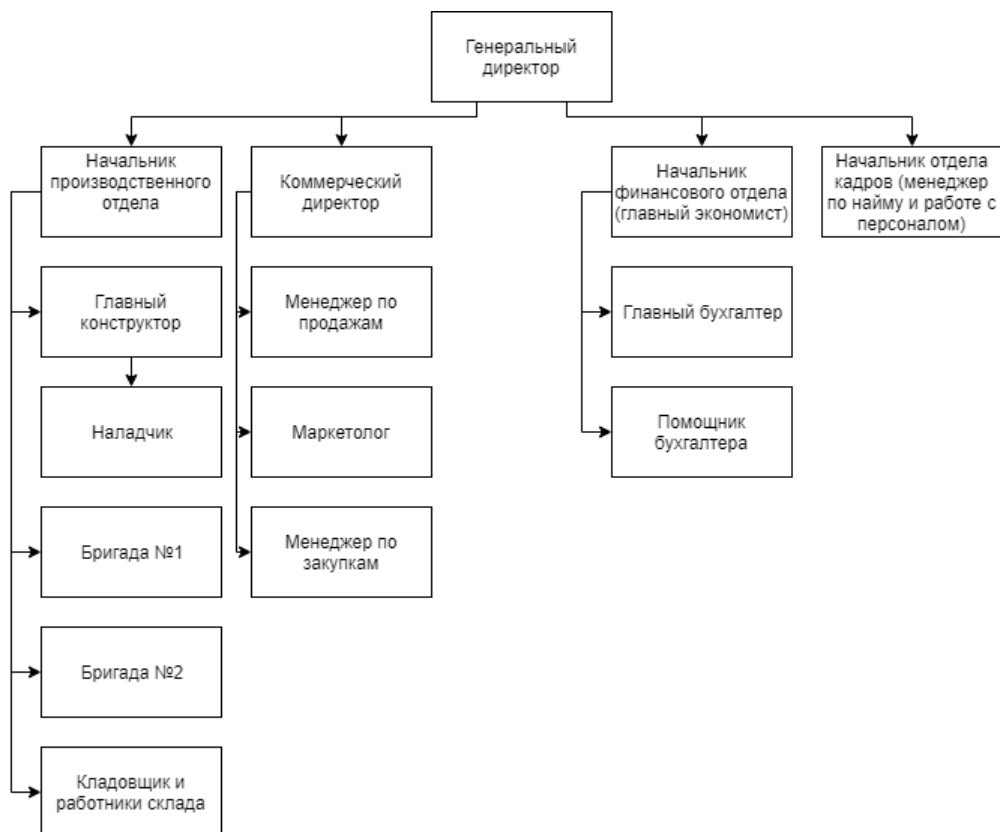 Генеральный
директор
Начальник
производственного
отдела
Коммерческий
директор
Начальник
финансового отдела
(главный экономист)
Начальник отдела
кадров (менеджер
по найму и работе с
персоналом)
Главный
конструктор
Менеджер по
продажам
Главный бухгалтер
Наладчик
Маркетолог
Помощник
бухгалтера
Бригада №1
Менеджер по
закупкам
Бригада №2
Кладовщик и
работники склада